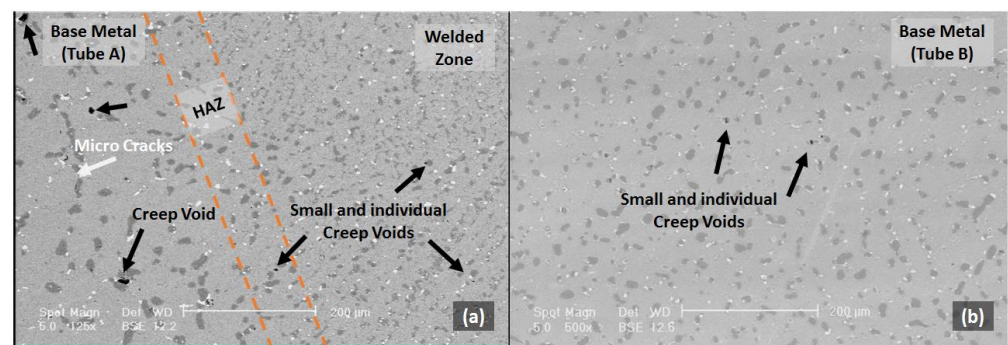 Base Metal
(Tube A)
Welded
Zone
HAZ
Micro Cracks
Creep Void
Small and individual
Creep Voids
Spot Magn Det WD
5.0 125x BSE 12.2
200 µm
(a)
Base Metal
(Tube B)
Small and individual
Creep Voids
Spot Magn Det WD
5.0 500x BSE 12.6
200 µm
(b)